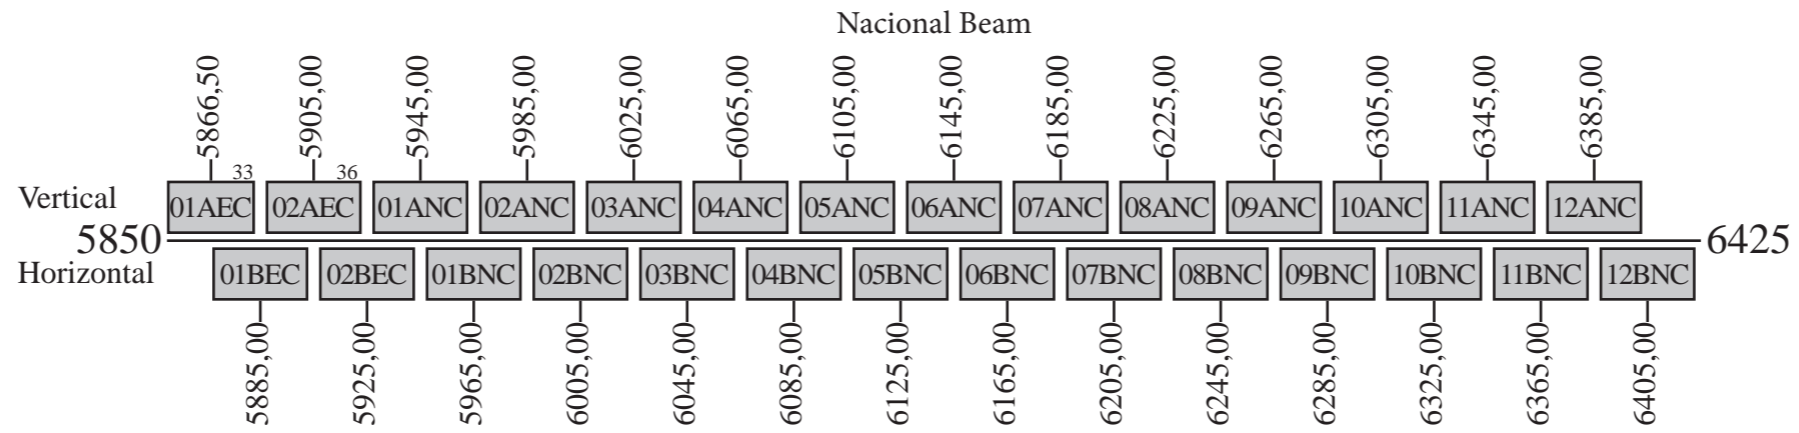 Nacional Beam
5866,50 5905,00 5945,00 5985,00 6025,00 6065,00 6105,00 6145,00 6185,00 6225,00 6265,00 6305,00 6345,00 6385,00
33 36
Vertical 01AEC 02AEC 01ANC 02ANC 03ANC 04ANC 05ANC 06ANC 07ANC 08ANC 09ANC 10ANC 11ANC 12ANC
5850 6425
Horizontal 01BEC 02BEC 01BNC 02BNC 03BNC 04BNC 05BNC 06BNC 07BNC 08BNC 09BNC 10BNC 11BNC 12BNC
5885,00 5925,00 5965,00 6005,00 6045,00 6085,00 6125,00 6165,00 6205,00 6245,00 6285,00 6325,00 6365,00 6405,00